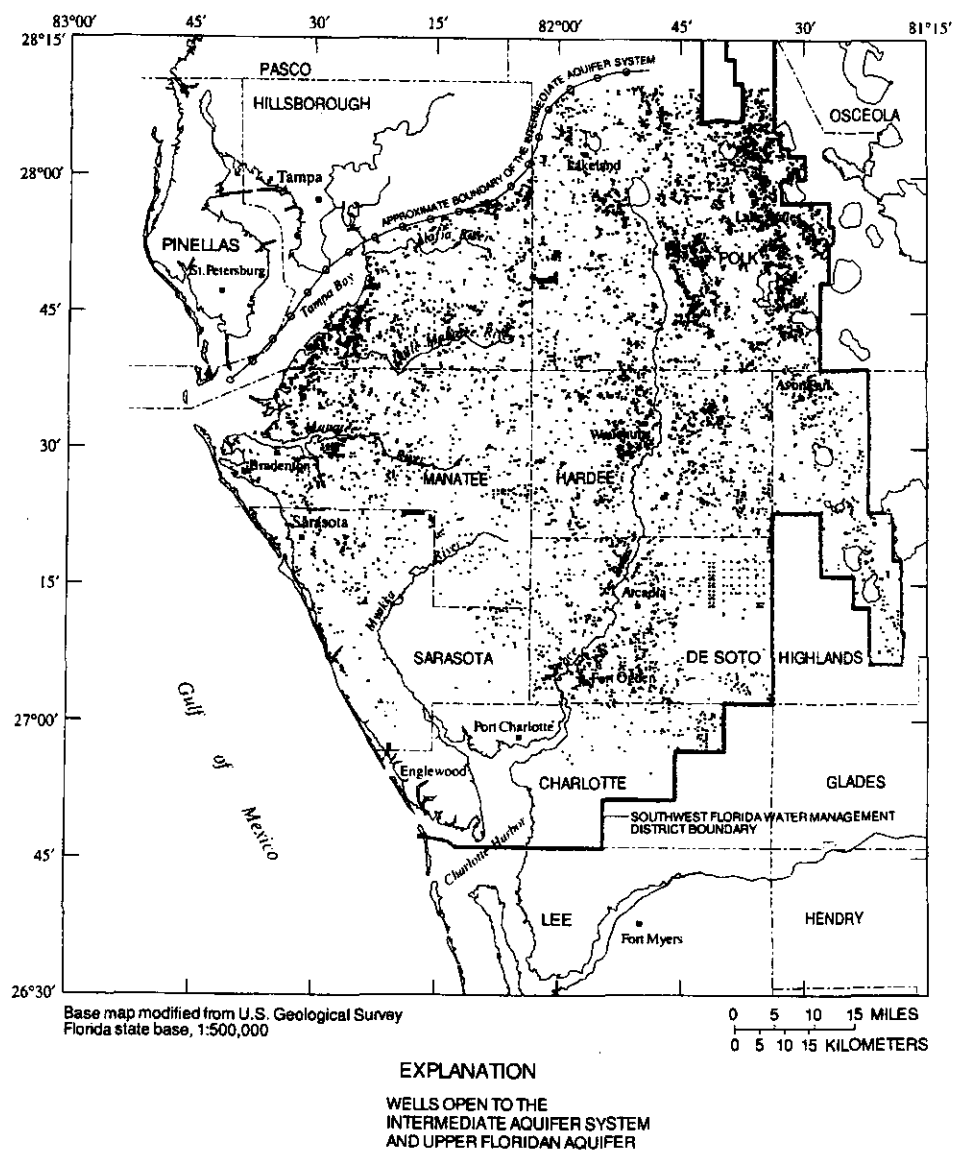 83°00′ 45′ 30′ 15′ 82°00′ 45′ 30′ 81°15′
28°15′
PASCO
HILLSBOROUGH
APPROXIMATE BOUNDARY OF THE INTERMEDIATE AQUIFER SYSTEM
OSCEOLA
28°00′
Lakeland
Tampa
Alafia River
PINELLAS
St. Petersburg
POLK
Tampa Bay
45′
Avon Park
30′
Bradenton
River
MANATEE
HARDEE
Sarasota
River
15′
Arcadia
SARASOTA
DE SOTO
HIGHLANDS
Fort Ogden
Gulf
of
Mexico
27°00′
Port Charlotte
Englewood
CHARLOTTE
GLADES
SOUTHWEST FLORIDA WATER MANAGEMENT
DISTRICT BOUNDARY
45′
Charlotte Harbor
LEE
HENDRY
Fort Myers
26°30′
Base map modified from U.S. Geological Survey
Florida state base, 1:500,000
0 5 10 15 MILES
0 5 10 15 KILOMETERS
EXPLANATION
WELLS OPEN TO THE
INTERMEDIATE AQUIFER SYSTEM
AND UPPER FLORIDAN AQUIFER